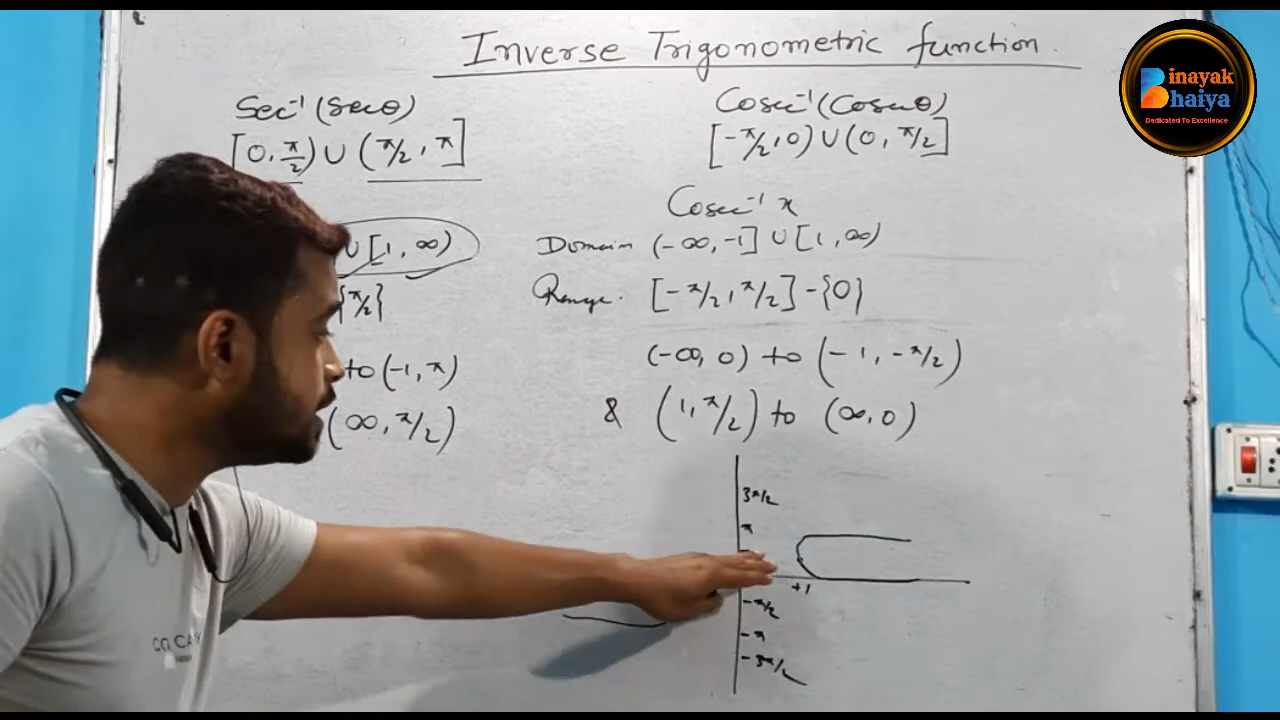 Inverse Trigonometric function.
Binayak
Bhaiya
Dedicated To Excellence
Sec⁻¹(Secθ)
[0, π/2) ∪ (π/2, π]
∪ [1, ∞)
{π/2}
to (-1, π)
(∞, π/2)
Cosec⁻¹(Cosecθ)
[-π/2, 0) ∪ (0, π/2]
Cosec⁻¹ x
Domain (-∞, -1] ∪ [1, ∞)
Range. [-π/2, π/2] - {0}
(-∞, 0) to (-1, -π/2)
& (1, π/2) to (∞, 0)
3π/2
π
+1
-π/2
-π
-3π/2